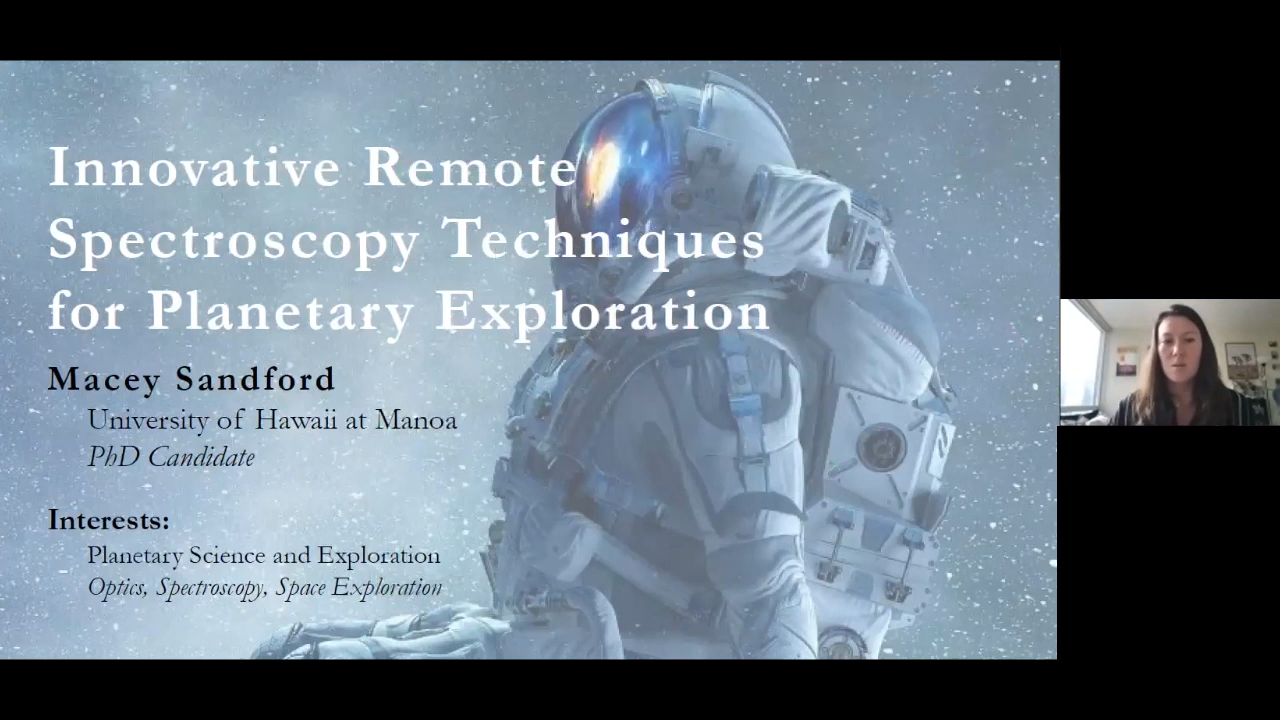 Innovative Remote
Spectroscopy Techniques
for Planetary Exploration
Macey Sandford
University of Hawaii at Manoa
PhD Candidate
Interests:
Planetary Science and Exploration
Optics, Spectroscopy, Space Exploration